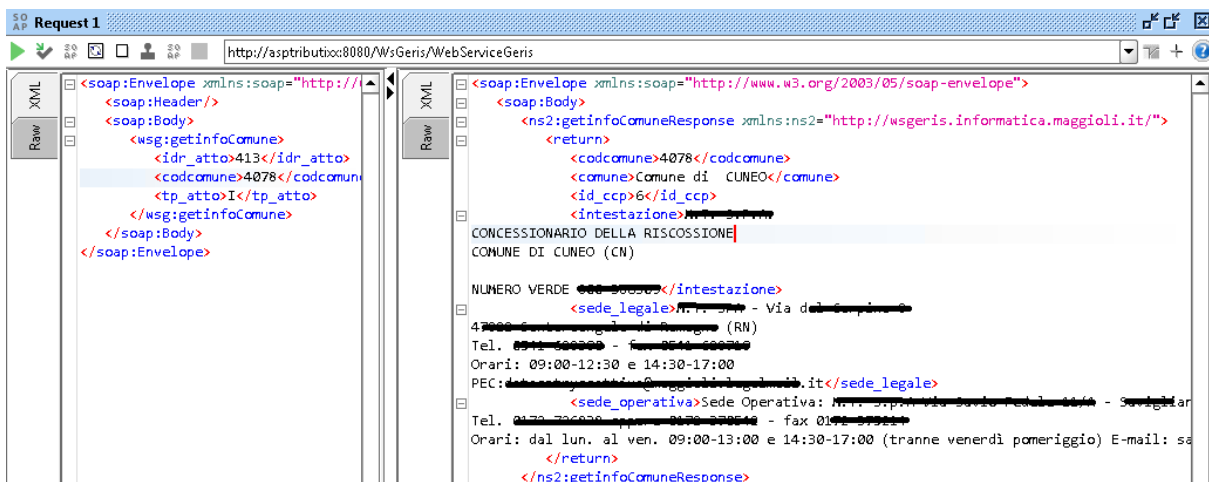 SOAP Request 1
http://asptributixx:8080/WsGeris/WebServiceGeris
XML
Raw
<soap:Envelope xmlns:soap="http://
<soap:Header/>
<soap:Body>
<wsg:getinfoComune>
<idr_atto>413</idr_atto>
<codcomune>4078</codcomun
<tp_atto>I</tp_atto>
</wsg:getinfoComune>
</soap:Body>
</soap:Envelope>
XML
Raw
<soap:Envelope xmlns:soap="http://www.w3.org/2003/05/soap-envelope">
<soap:Body>
<ns2:getinfoComuneResponse xmlns:ns2="http://wsgeris.informatica.maggioli.it/">
<return>
<codcomune>4078</codcomune>
<comune>Comune di  CUNEO</comune>
<id_ccp>6</id_ccp>
<intestazione>
CONCESSIONARIO DELLA RISCOSSIONE
COMUNE DI CUNEO (CN)
NUMERO VERDE </intestazione>
<sede_legale> - Via
(RN)
Tel. -
Orari: 09:00-12:30 e 14:30-17:00
PEC: .it</sede_legale>
<sede_operativa>Sede Operativa: -
Tel. - fax
Orari: dal lun. al ven. 09:00-13:00 e 14:30-17:00 (tranne venerdì pomeriggio) E-mail: sa
</return>
</ns2:getinfoComuneResponse>